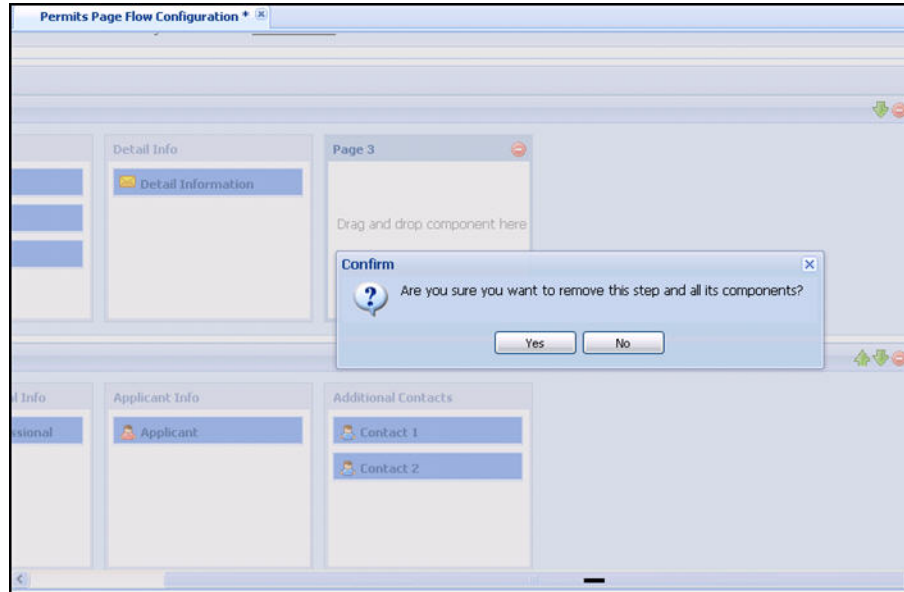 Permits Page Flow Configuration *
Detail Info
Page 3
Detail Information
Drag and drop component here
Confirm
Are you sure you want to remove this step and all its components?
Yes
No
Applicant Info
Additional Contacts
Applicant
Contact 1
Contact 2